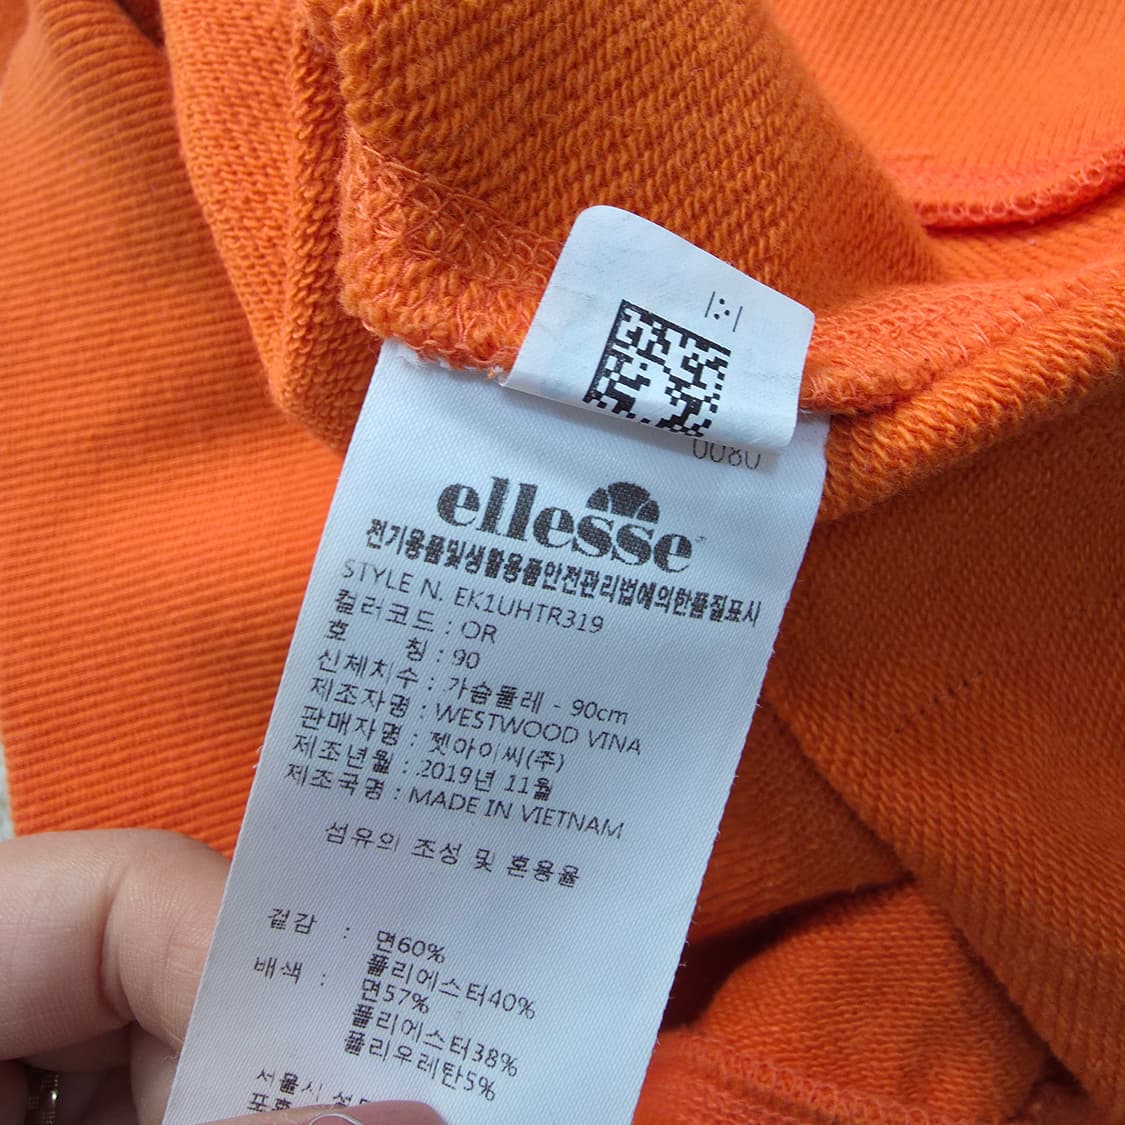 0080
ellesse
전기용품및생활용품안전관리법에의한품질표시
STYLE N. EK1UHTR319
컬러코드 : OR
호 칭 : 90
신체치수 : 가슴둘레 - 90cm
제조자명 : WESTWOOD VINA
판매자명 : 젯아이씨(주)
제조년월 : 2019년 11월
제조국명 : MADE IN VIETNAM
섬유의 조성 및 혼용율
겉감 : 면60%
폴리에스터40%
배색 : 면57%
폴리에스터38%
폴리우레탄5%
서울시